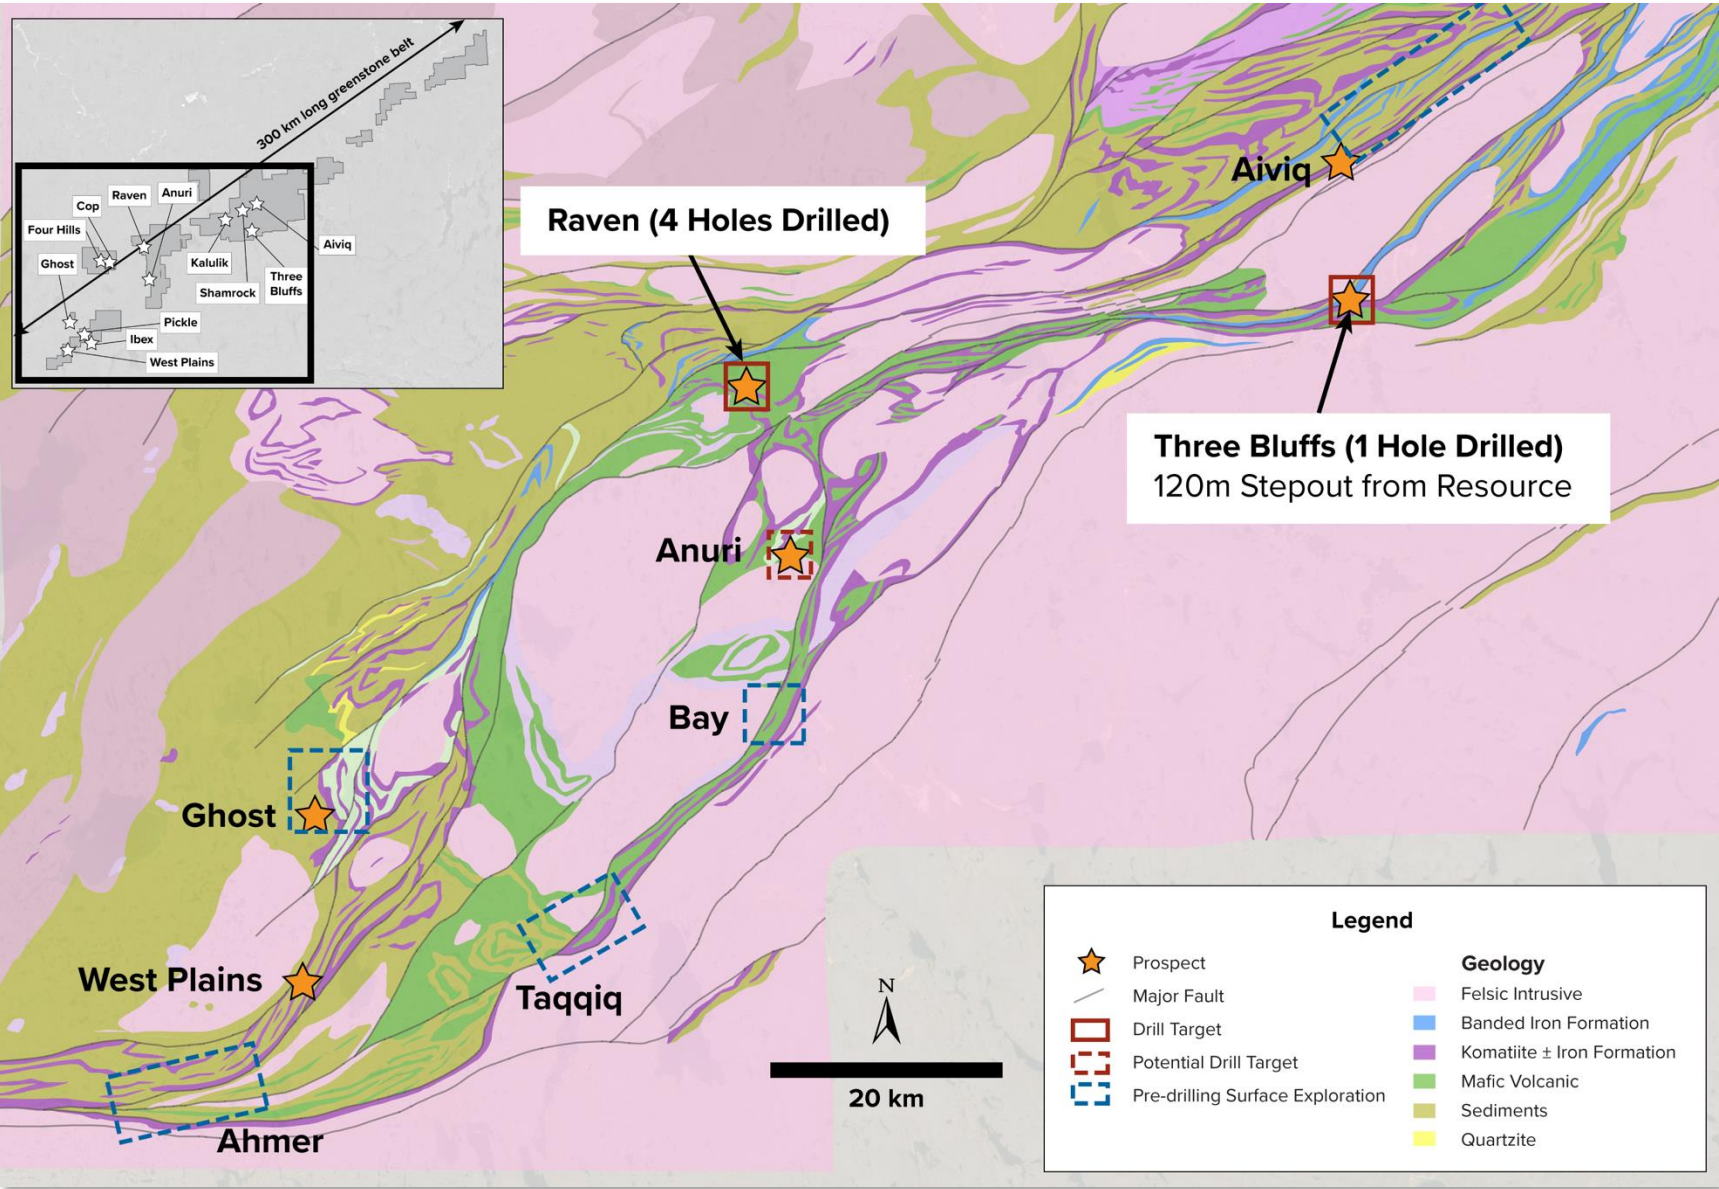 300 km long greenstone belt
Anuri
Raven
Cop
Four Hills
Ghost
Aiviq
Kalulik
Three
Bluffs
Shamrock
Pickle
Ibex
West Plains
Aiviq
Raven (4 Holes Drilled)
Three Bluffs (1 Hole Drilled)
120m Stepout from Resource
Anuri
Bay
Ghost
West Plains
Taqqiq
Ahmer
N
20 km
Legend
Prospect
Major Fault
Drill Target
Potential Drill Target
Pre-drilling Surface Exploration
Geology
Felsic Intrusive
Banded Iron Formation
Komatiite ± Iron Formation
Mafic Volcanic
Sediments
Quartzite